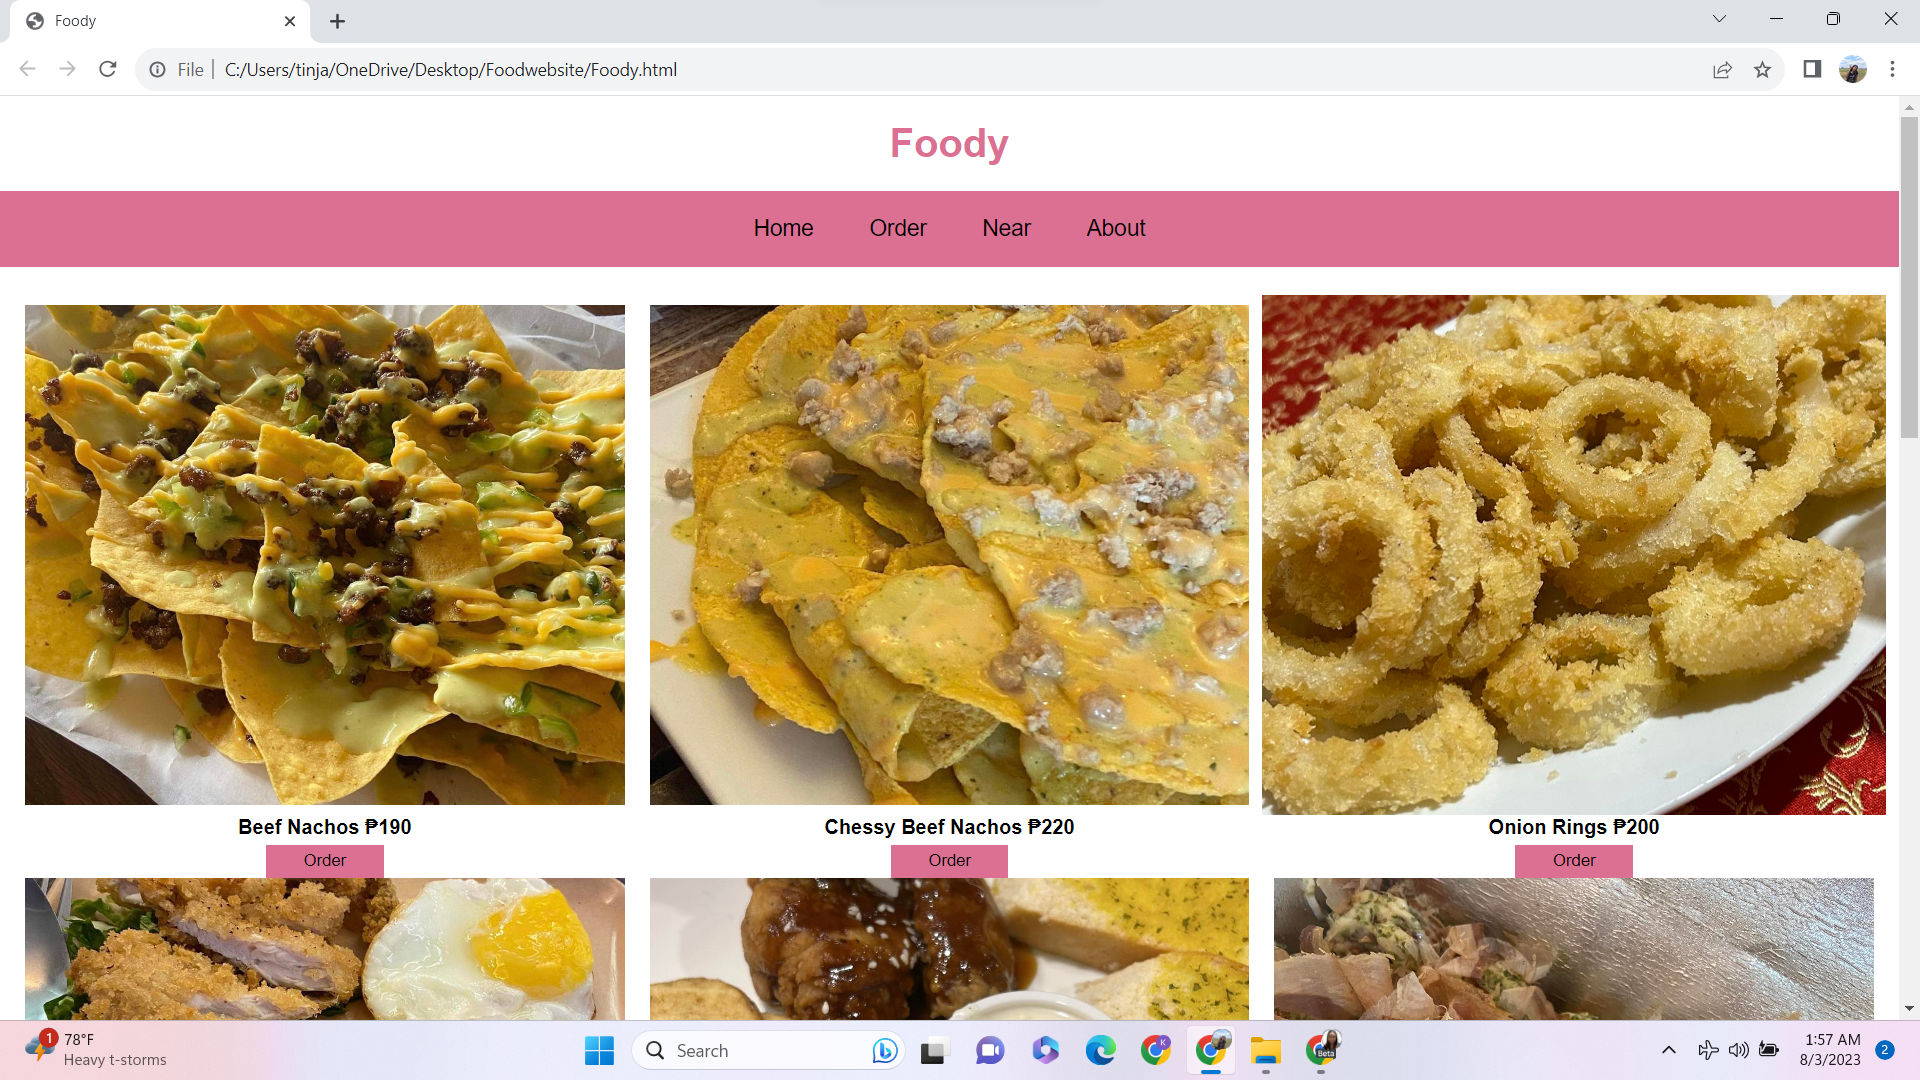 Foody
File C:/Users/tinja/OneDrive/Desktop/Foodwebsite/Foody.html
Foody
Home Order Near About
Beef Nachos ₱190 Chessy Beef Nachos ₱220 Onion Rings ₱200
Order Order Order
1 78°F
Heavy t-storms
Search
K
Beta
1:57 AM
8/3/2023
2